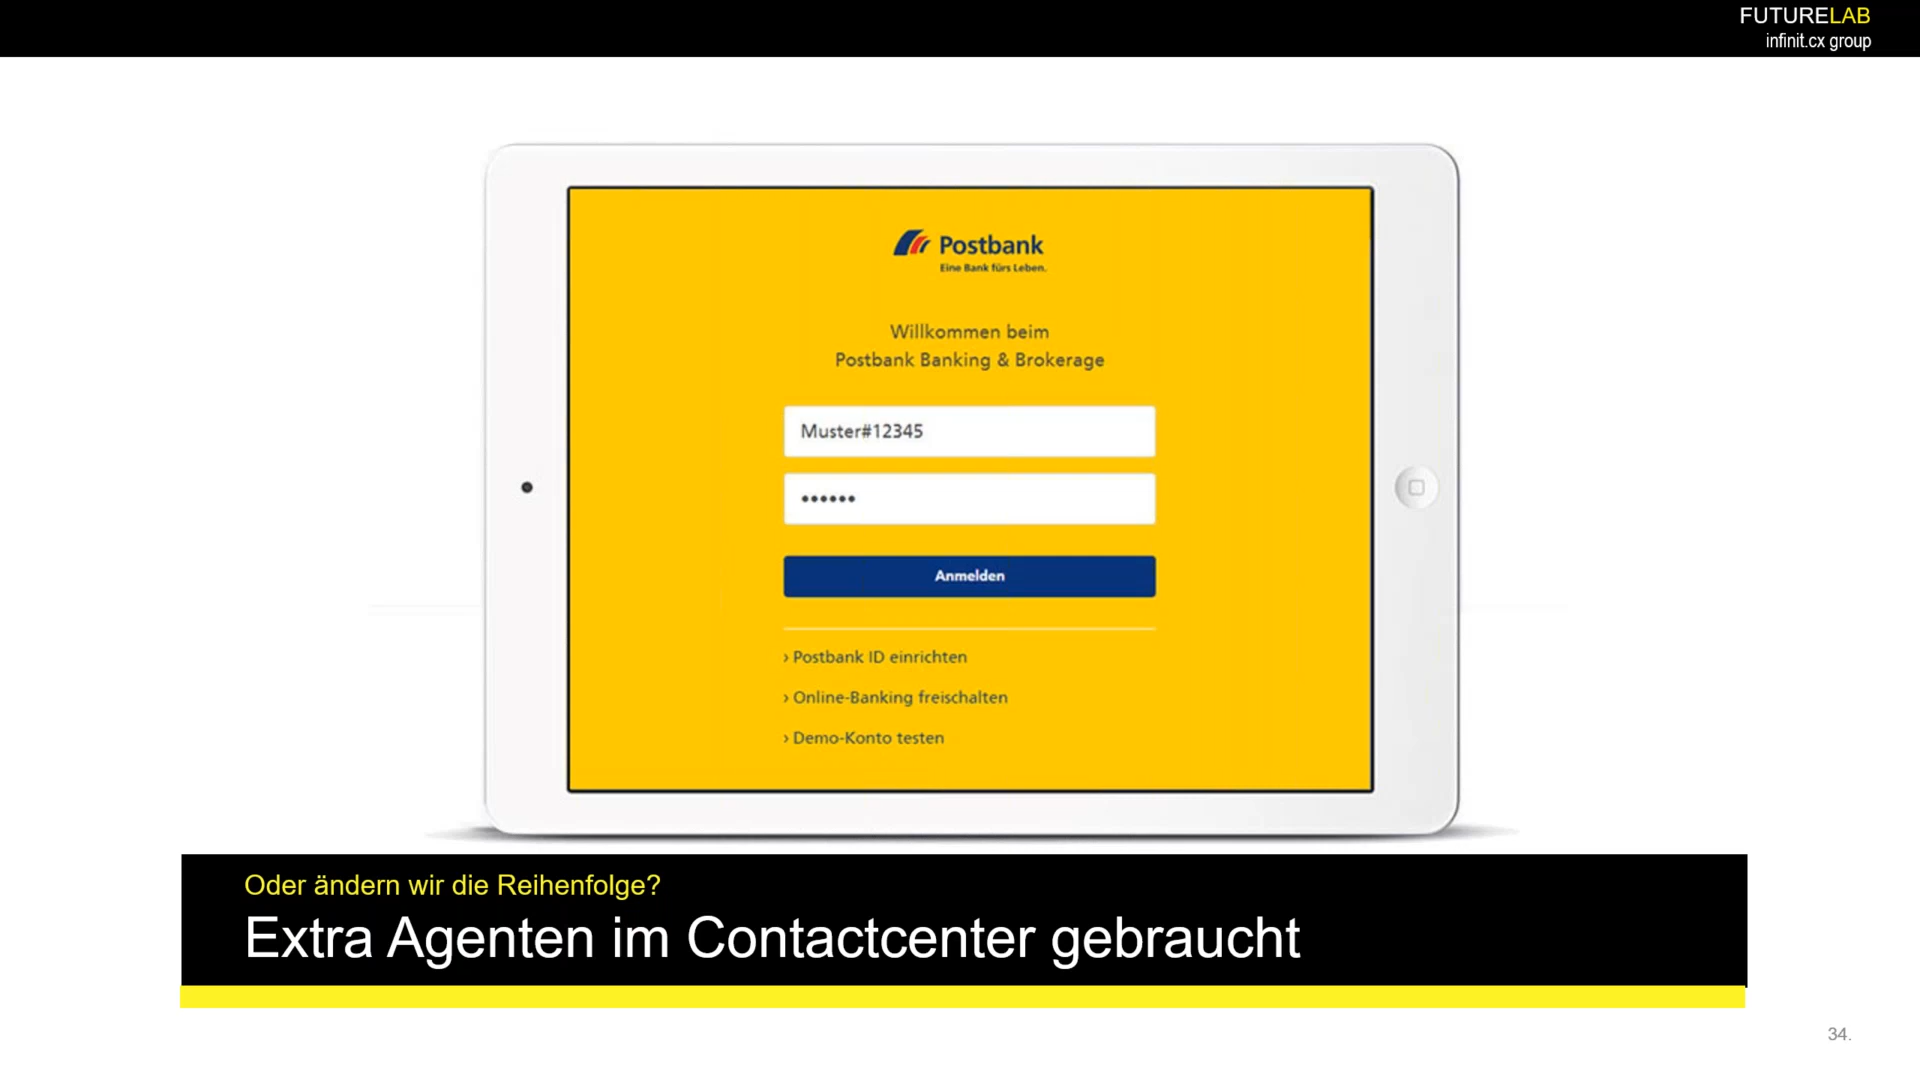 FUTURELAB
infinit.cx group
Postbank
Eine Bank fürs Leben.
Willkommen beim
Postbank Banking & Brokerage
Muster#12345
••••••
Anmelden
› Postbank ID einrichten
› Online-Banking freischalten
› Demo-Konto testen
Oder ändern wir die Reihenfolge?
Extra Agenten im Contactcenter gebraucht
34.